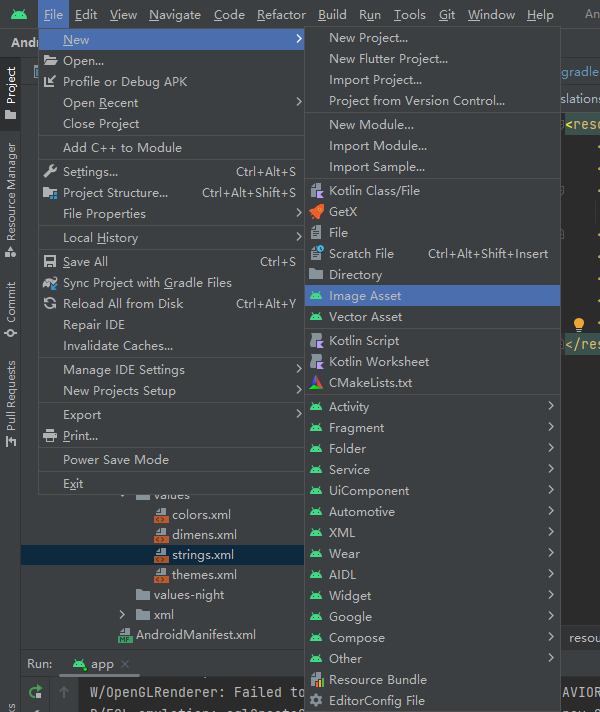 File Edit View Navigate Code Refactor Build Run Tools Git Window Help
New
Open...
Profile or Debug APK
Open Recent
Close Project
Add C++ to Module
Settings... Ctrl+Alt+S
Project Structure... Ctrl+Alt+Shift+S
File Properties
Local History
Save All Ctrl+S
Sync Project with Gradle Files
Reload All from Disk Ctrl+Alt+Y
Repair IDE
Invalidate Caches...
Manage IDE Settings
New Projects Setup
Export
Print...
Power Save Mode
Exit
New Project...
New Flutter Project...
Import Project...
Project from Version Control...
New Module...
Import Module...
Import Sample...
Kotlin Class/File
GetX
File
Scratch File Ctrl+Alt+Shift+Insert
Directory
Image Asset
Vector Asset
Kotlin Script
Kotlin Worksheet
CMakeLists.txt
Activity
Fragment
Folder
Service
UiComponent
Automotive
XML
Wear
AIDL
Widget
Google
Compose
Other
Resource Bundle
EditorConfig File
And
Project
Resource Manager
Commit
Pull Requests
values
colors.xml
dimens.xml
strings.xml
themes.xml
values-night
xml
AndroidManifest.xml
gradle
slations
<reso
</res
resou
Run: app
W/OpenGLRenderer: Failed to
AVIOR